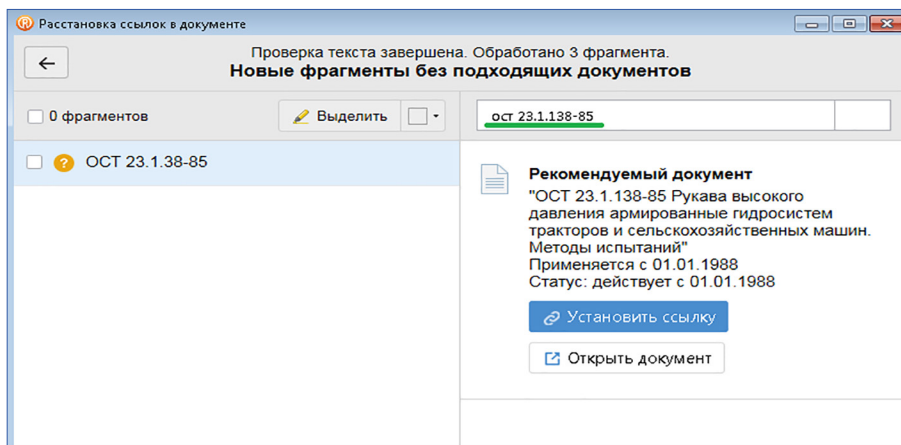 Расстановка ссылок в документе
Проверка текста завершена. Обработано 3 фрагмента.
Новые фрагменты без подходящих документов
0 фрагментов
Выделить
ост 23.1.138-85
ОСТ 23.1.38-85
Рекомендуемый документ
"ОСТ 23.1.138-85 Рукава высокого
давления армированные гидросистем
тракторов и сельскохозяйственных машин.
Методы испытаний"
Применяется с 01.01.1988
Статус: действует с 01.01.1988
Установить ссылку
Открыть документ